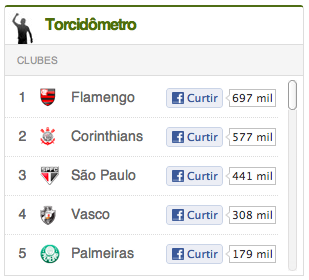 Torcidômetro
CLUBES
1 Flamengo Curtir 697 mil
2 Corinthians Curtir 577 mil
3 SPFC São Paulo Curtir 441 mil
4 Vasco Curtir 308 mil
5 Palmeiras Curtir 179 mil